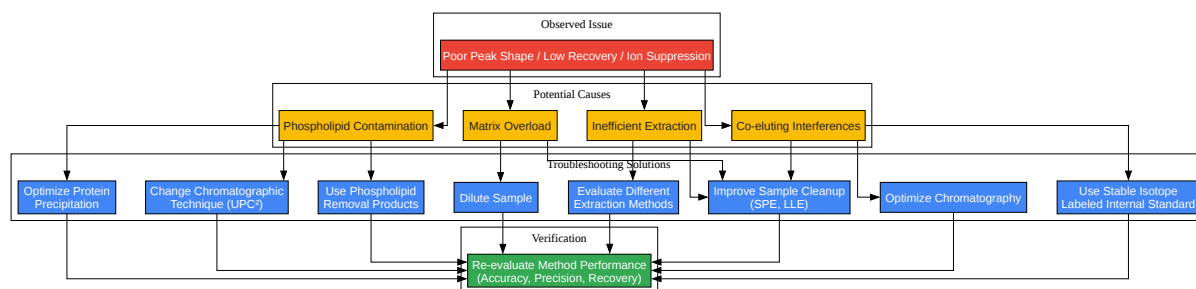 Observed Issue
Poor Peak Shape / Low Recovery / Ion Suppression
Potential Causes
Phospholipid Contamination
Matrix Overload
Inefficient Extraction
Co-eluting Interferences
Troubleshooting Solutions
Optimize Protein
Precipitation
Change Chromatographic
Technique (UPC²)
Use Phospholipid
Removal Products
Dilute Sample
Evaluate Different
Extraction Methods
Improve Sample Cleanup
(SPE, LLE)
Optimize Chromatography
Use Stable Isotope
Labeled Internal Standard
Verification
Re-evaluate Method Performance
(Accuracy, Precision, Recovery)